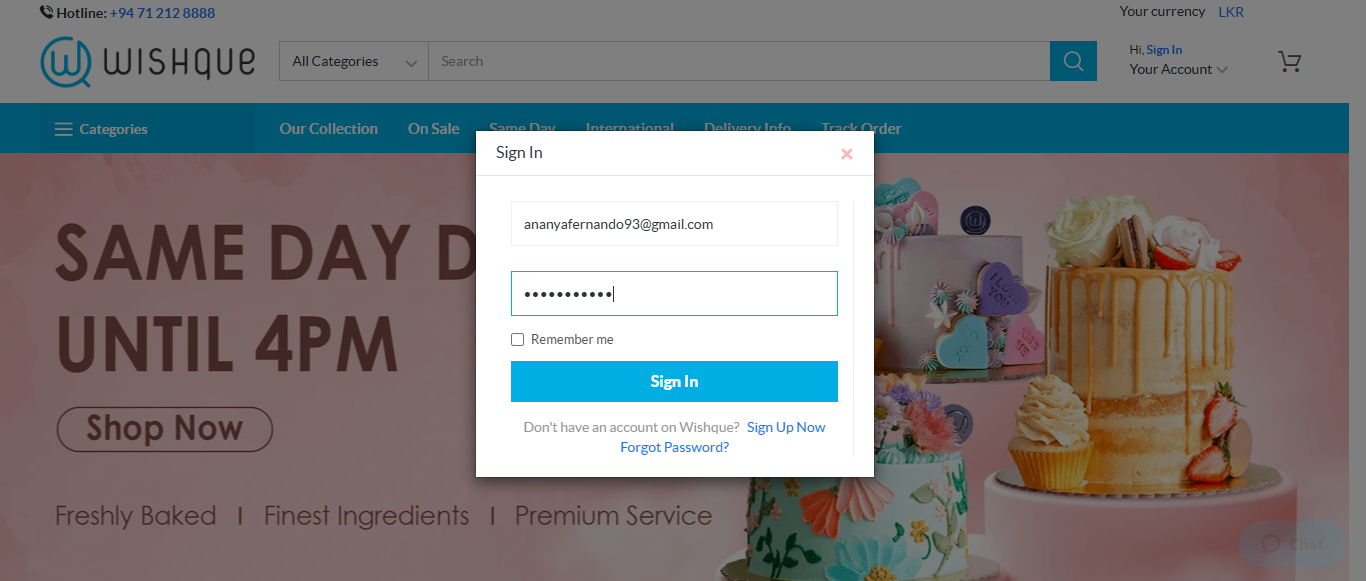 Hotline: +94 71 212 8888
Your currency LKR
WISHQUE
All Categories
Search
Hi, Sign In
Your Account
Categories
Our Collection
On Sale
Same Day
International
Delivery Info
Track Order
Sign In
ananyafernando93@gmail.com
•••••••••••
Remember me
Sign In
Don't have an account on Wishque? Sign Up Now
Forgot Password?
SAME DAY D
UNTIL 4PM
Shop Now
Freshly Baked I Finest Ingredients I Premium Service
I LOVE YOU
XOXO
Chat